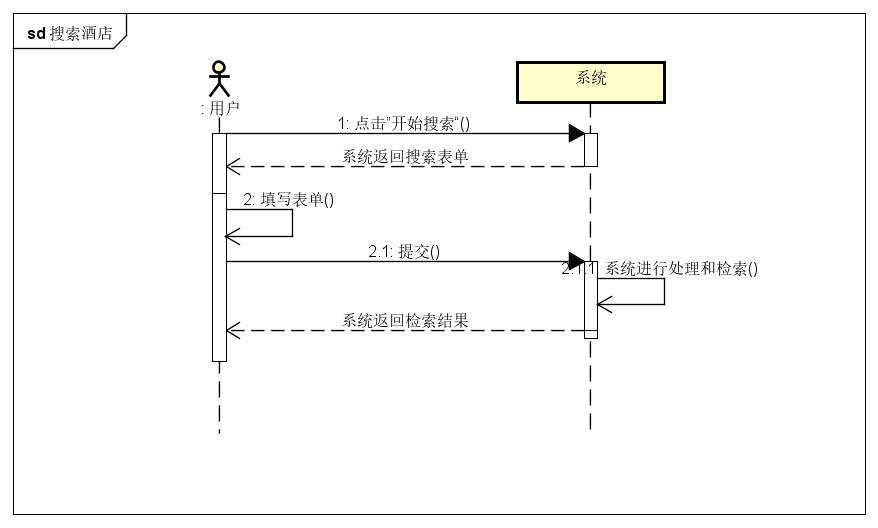 sd 搜索酒店
系统
: 用户
1: 点击”开始搜索“()
系统返回搜索表单
2: 填写表单()
2.1: 提交()
2.1.1: 系统进行处理和检索()
系统返回检索结果